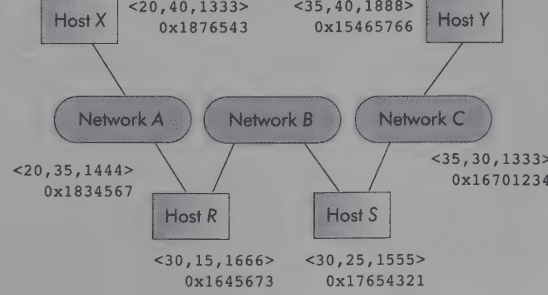 <20,40,1333>
0x1876543
Host X
<35,40,1888>
0x15465766
Host Y
Network A
Network B
Network C
<20,35,1444>
0x1834567
<35,30,1333>
0x16701234
Host R
Host S
<30,15,1666>
0x1645673
<30,25,1555>
0x17654321